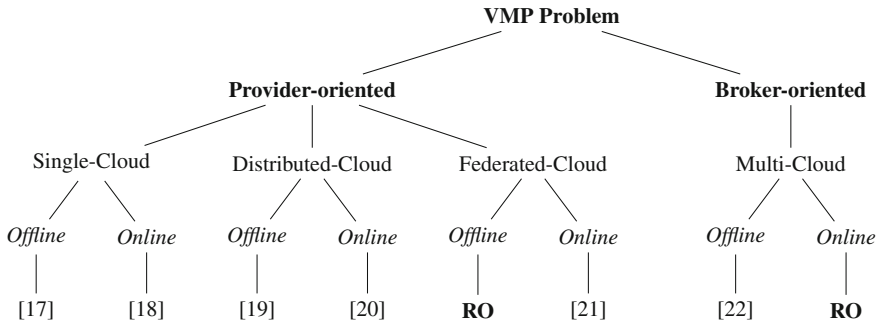 VMP Problem
Provider-oriented Broker-oriented
Single-Cloud Distributed-Cloud Federated-Cloud Multi-Cloud
Offline Online Offline Online Offline Online Offline Online
[17] [18] [19] [20] RO [21] [22] RO